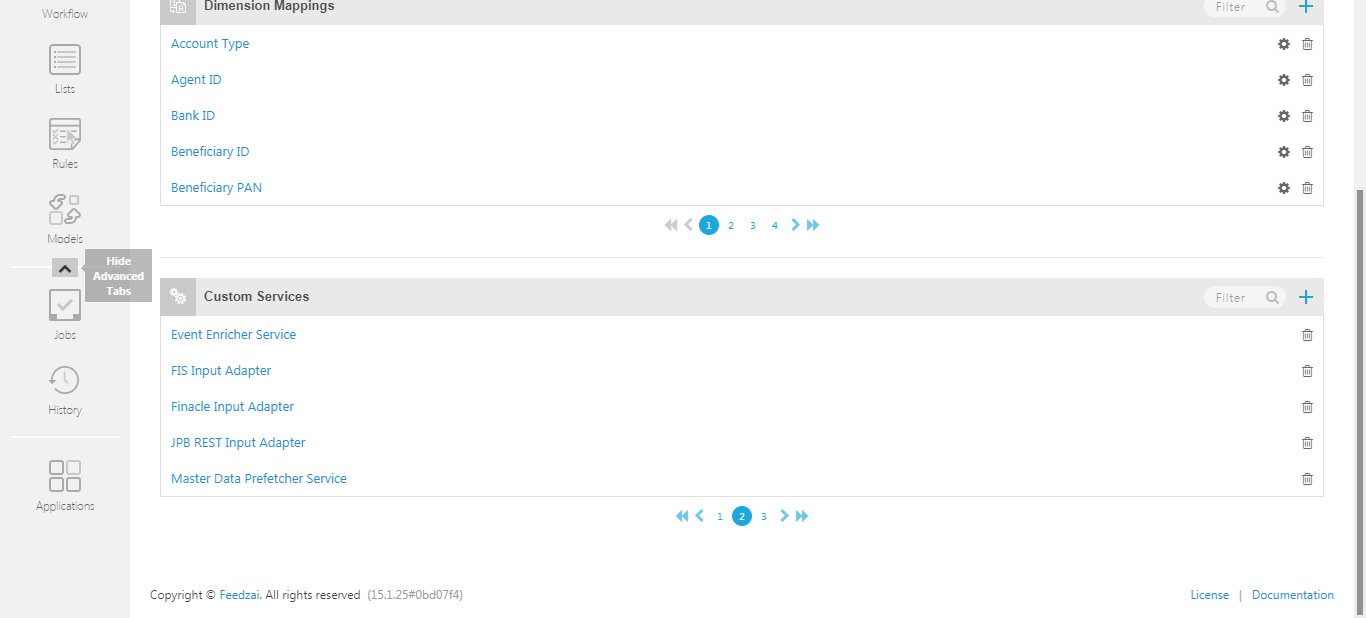 Workflow
Lists
Rules
Models
Hide
Advanced
Tabs
Jobs
History
Applications
Dimension Mappings
Filter
Account Type
Agent ID
Bank ID
Beneficiary ID
Beneficiary PAN
1 2 3 4
Custom Services
Filter
Event Enricher Service
FIS Input Adapter
Finacle Input Adapter
JPB REST Input Adapter
Master Data Prefetcher Service
1 2 3
Copyright © Feedzai. All rights reserved (15.1.25#0bd07f4)
License | Documentation